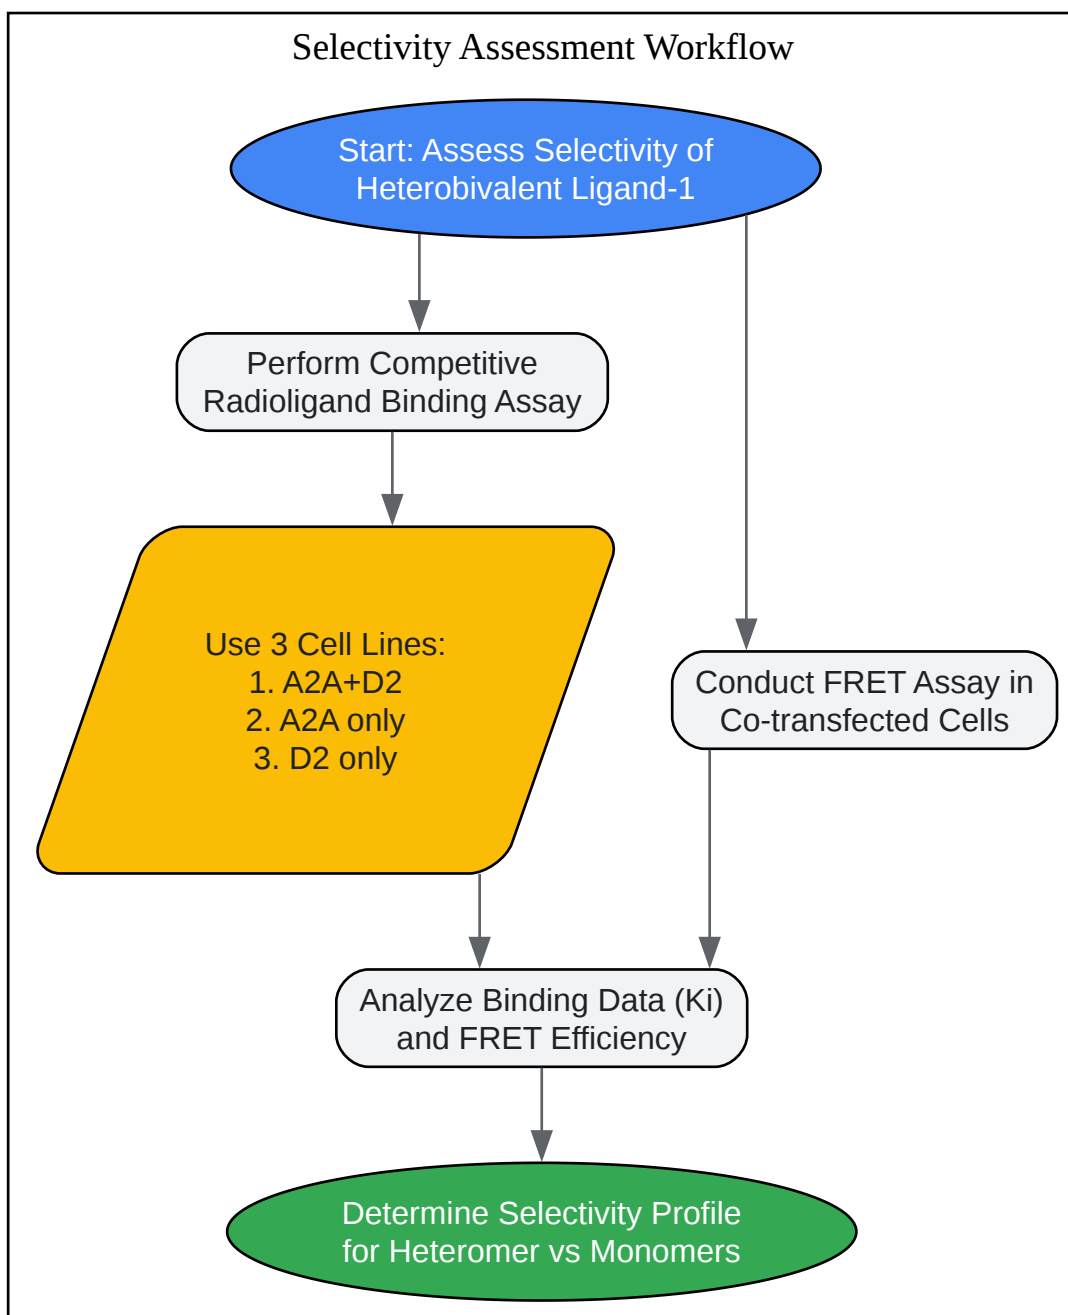 Selectivity Assessment Workflow
Start: Assess Selectivity of
Heterobivalent Ligand-1
Perform Competitive
Radioligand Binding Assay
Use 3 Cell Lines:
1. A2A+D2
2. A2A only
3. D2 only
Conduct FRET Assay in
Co-transfected Cells
Analyze Binding Data (Ki)
and FRET Efficiency
Determine Selectivity Profile
for Heteromer vs Monomers